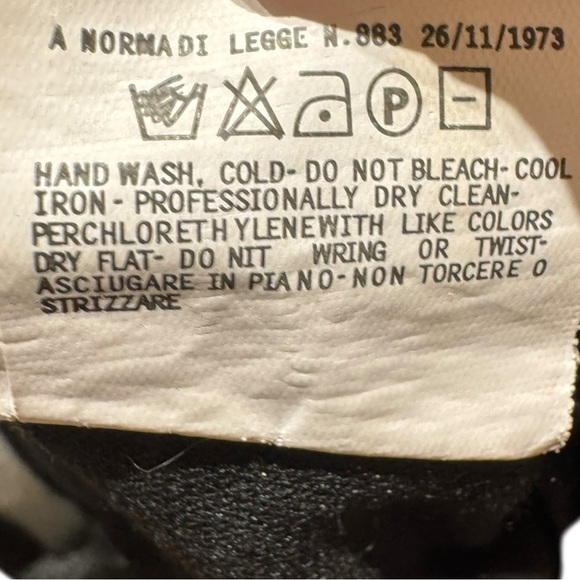 A NORMA DI LEGGE N.883 26/11/1973
P
HAND WASH, COLD- DO NOT BLEACH- COOL
IRON - PROFESSIONALLY DRY CLEAN-
PERCHLORETHYLENEWITH LIKE COLORS
DRY FLAT- DO NIT WRING OR TWIST-
ASCIUGARE IN PIANO-NON TORCERE O
STRIZZARE